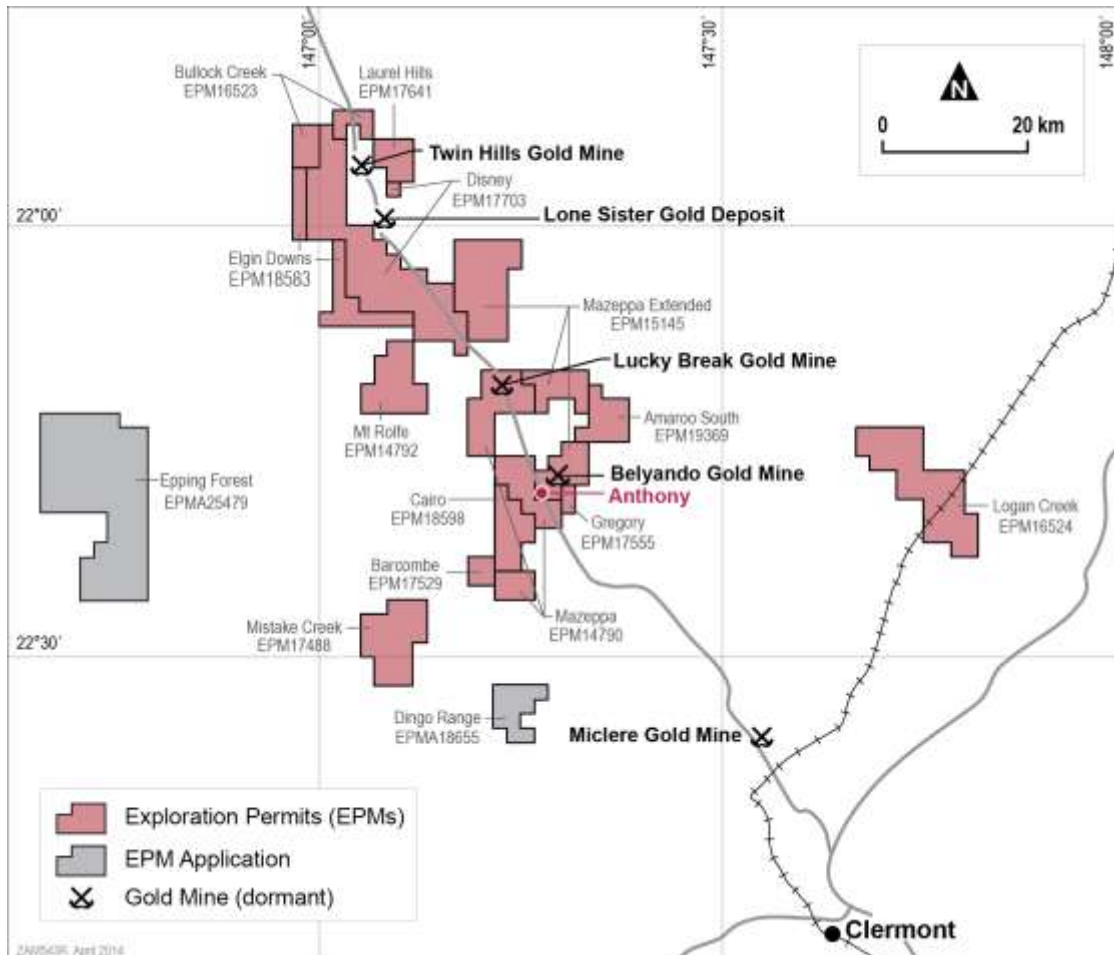 147°00´
147°30´
148°00´
Bullock Creek
EPM16523
Laurel Hills
EPM17641
N
0 20 km
Twin Hills Gold Mine
Disney
EPM17703
Lone Sister Gold Deposit
22°00´
Elgin Downs
EPM18583
Mazeppa Extended
EPM15145
Lucky Break Gold Mine
Mt Rolfe
EPM14792
Amaroo South
EPM19369
Epping Forest
EPMA25479
Belyando Gold Mine
Anthony
Cairo
EPM18598
Gregory
EPM17555
Logan Creek
EPM16524
Barcombe
EPM17529
Mazeppa
EPM14790
Mistake Creek
EPM17488
22°30´
Dingo Range
EPMA18655
Miclere Gold Mine
Exploration Permits (EPMs)
EPM Application
Gold Mine (dormant)
Clermont
April 2014